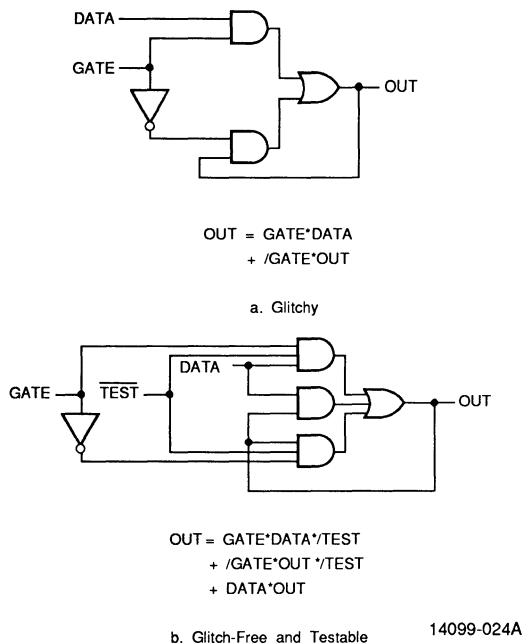 DATA
GATE
OUT
OUT = GATE*DATA
+ /GATE*OUT
a. Glitchy
DATA
GATE
T̅E̅S̅T̅
OUT
OUT = GATE*DATA*/TEST
+ /GATE*OUT */TEST
+ DATA*OUT
b. Glitch-Free and Testable
14099-024A